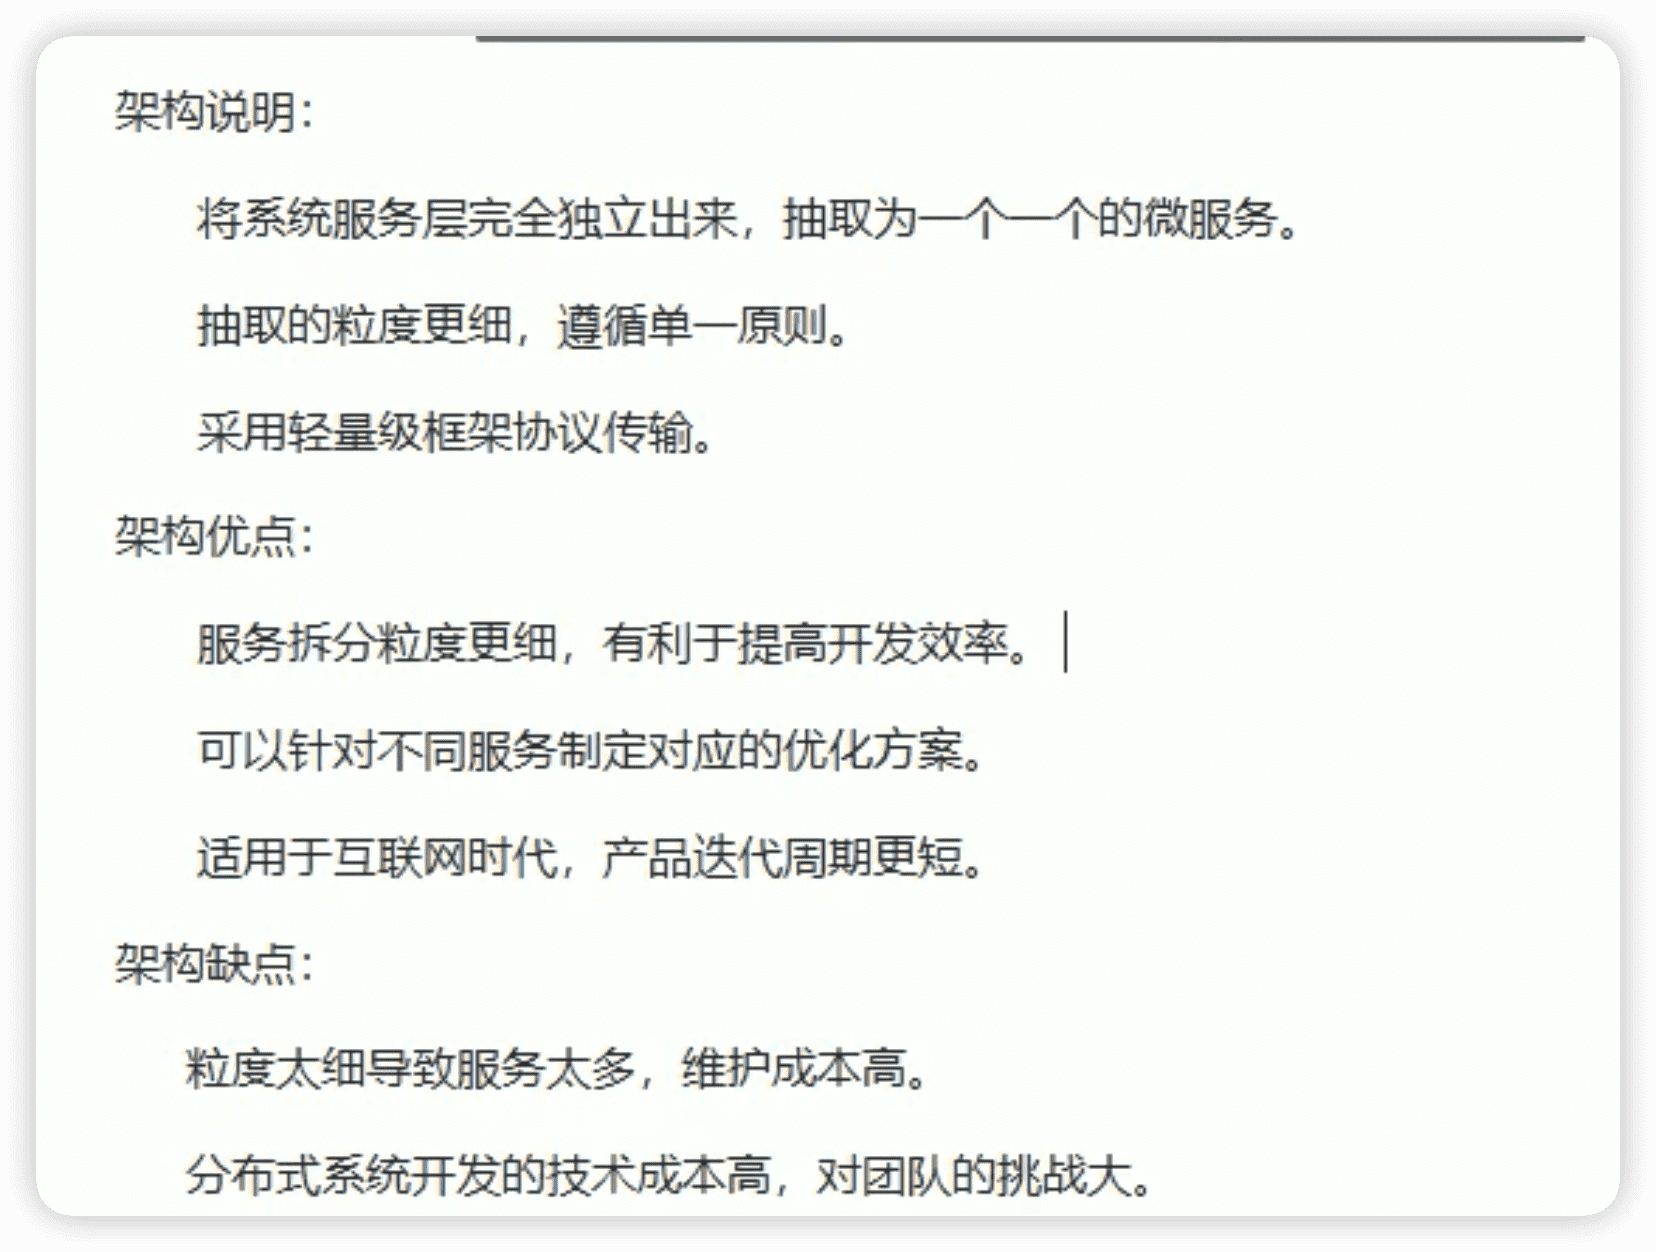 架构说明：
将系统服务层完全独立出来，抽取为一个一个的微服务。
抽取的粒度更细，遵循单一原则。
采用轻量级框架协议传输。
架构优点：
服务拆分粒度更细，有利于提高开发效率。
可以针对不同服务制定对应的优化方案。
适用于互联网时代，产品迭代周期更短。
架构缺点：
粒度太细导致服务太多，维护成本高。
分布式系统开发的技术成本高，对团队的挑战大。